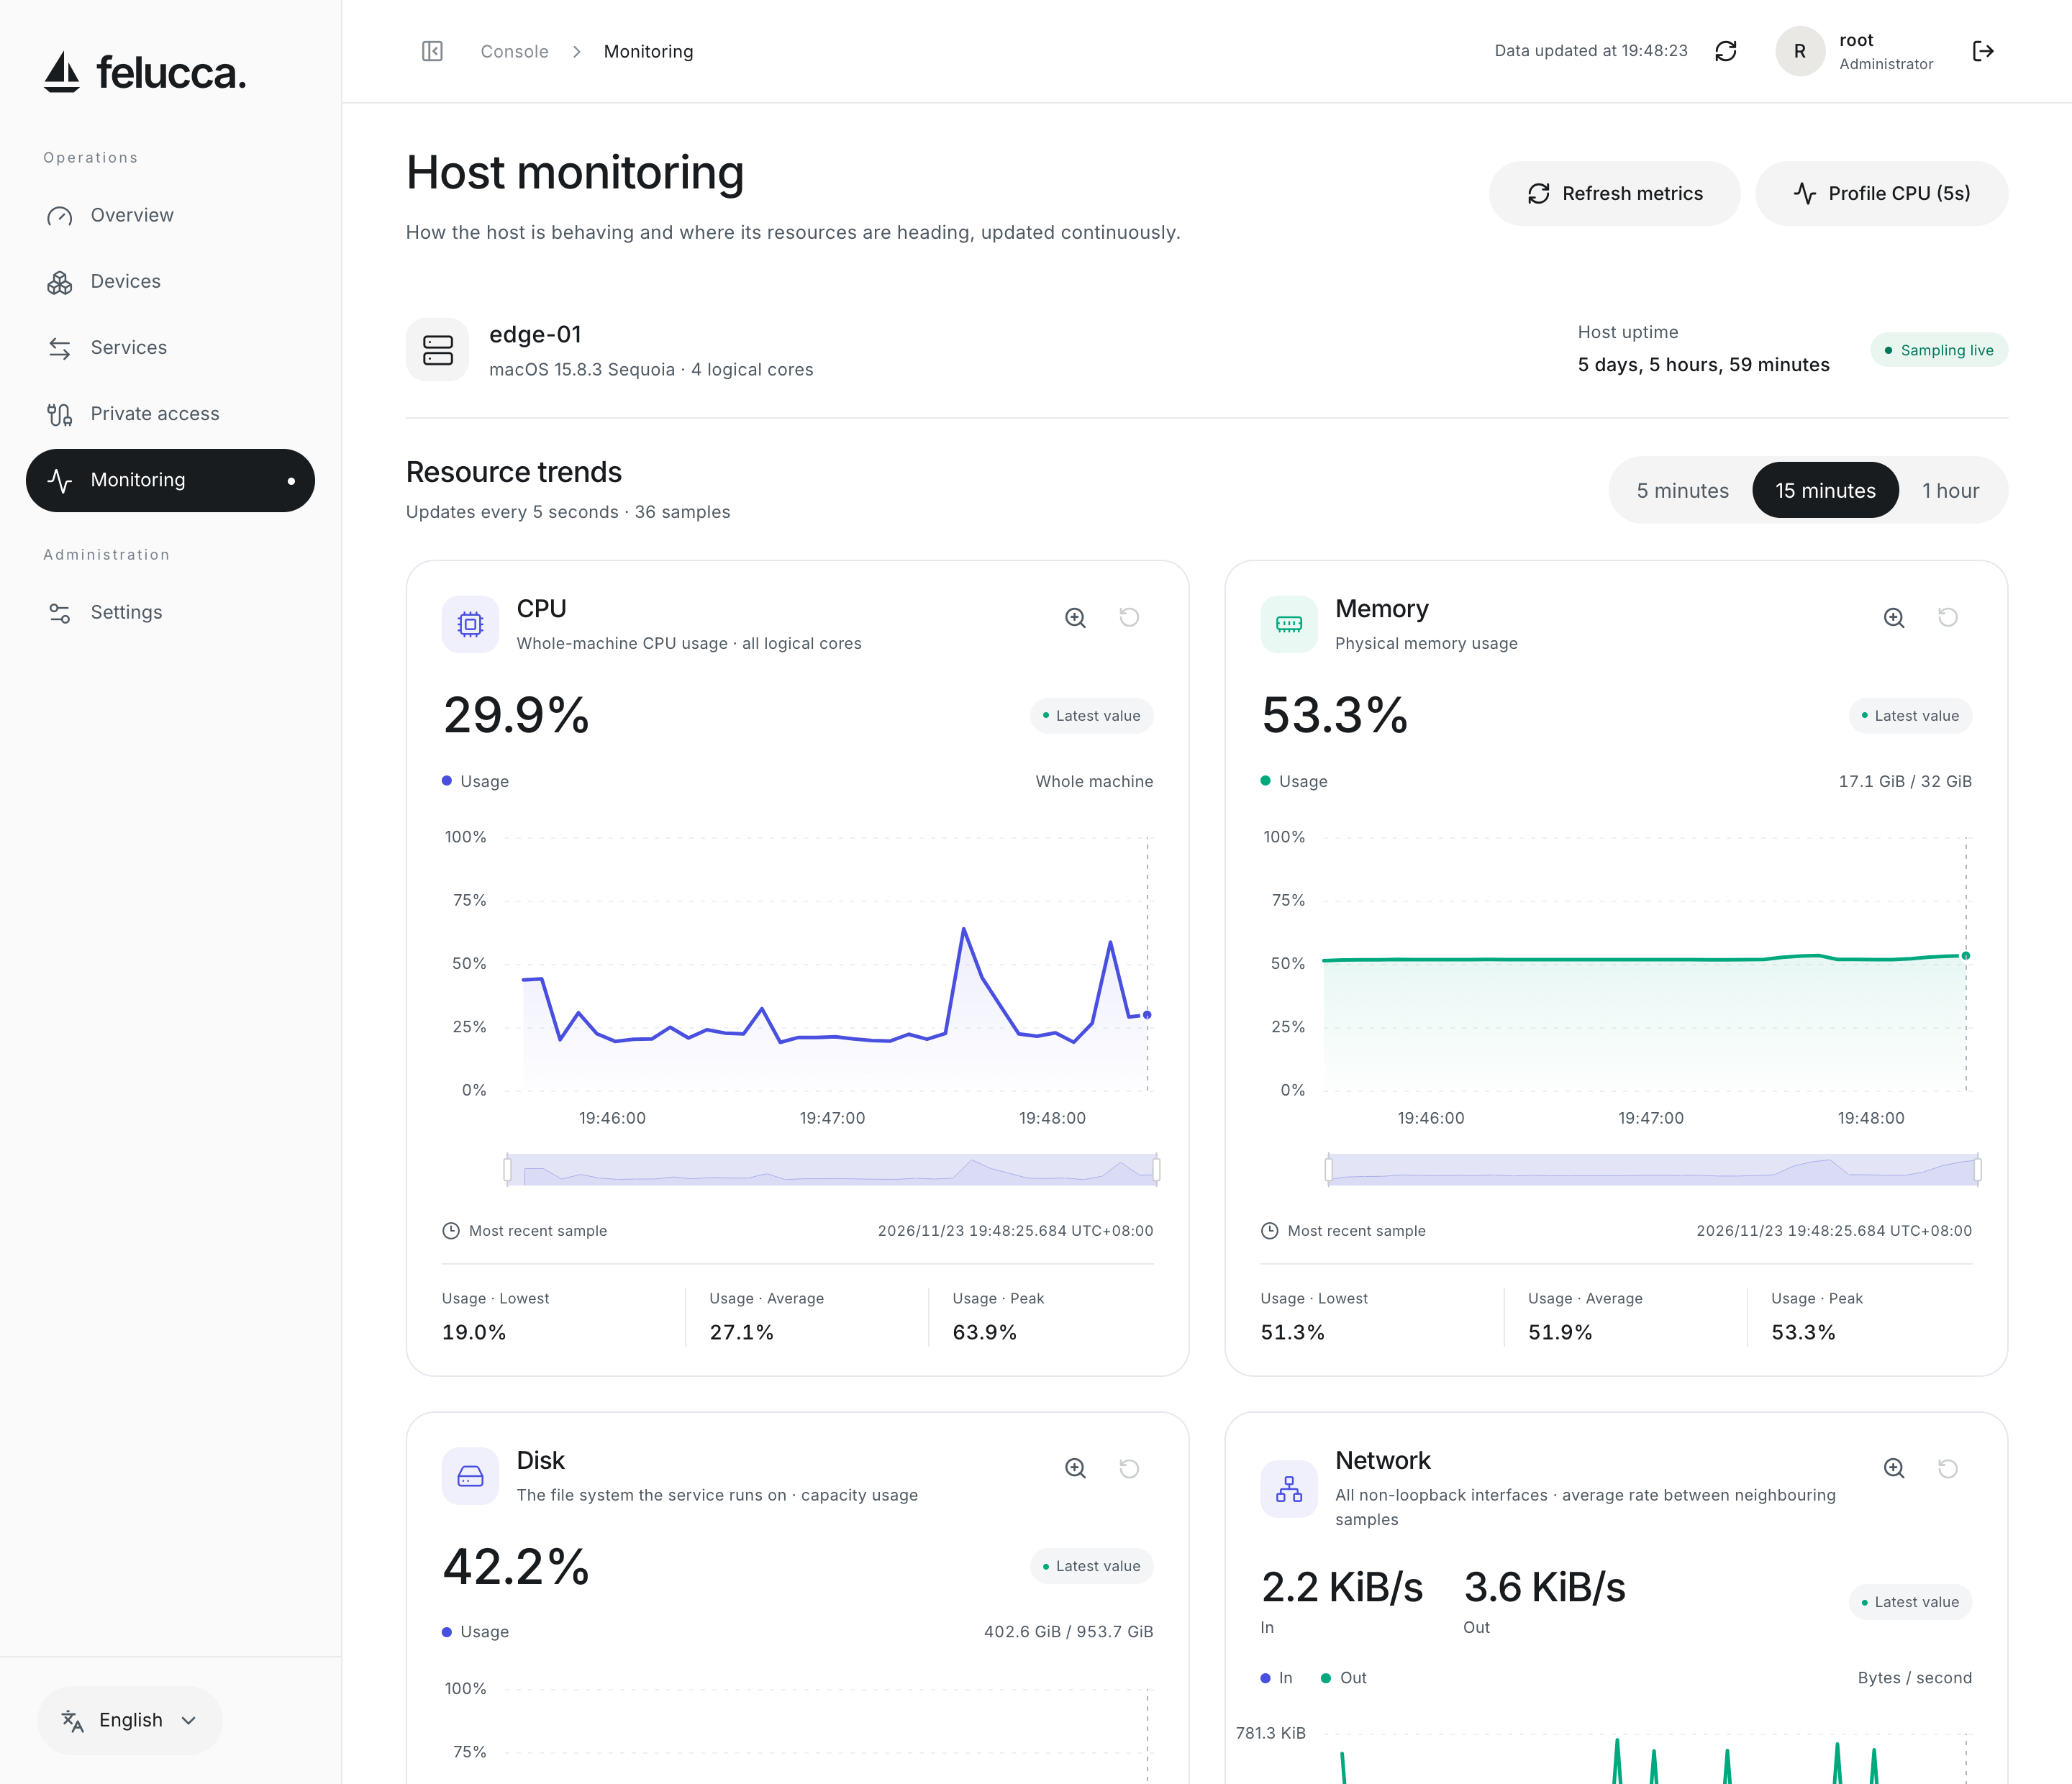 felucca.
Operations
Overview
Devices
Services
Private access
Monitoring
Administration
Settings
English
Console
Monitoring
Data updated at 19:48:23
R
root
Administrator
Host monitoring
How the host is behaving and where its resources are heading, updated continuously.
Refresh metrics
Profile CPU (5s)
edge-01
macOS 15.8.3 Sequoia · 4 logical cores
Host uptime
5 days, 5 hours, 59 minutes
Sampling live
Resource trends
Updates every 5 seconds · 36 samples
5 minutes
15 minutes
1 hour
CPU
Whole-machine CPU usage · all logical cores
29.9%
Latest value
Usage
Whole machine
100%
75%
50%
25%
0%
19:46:00
19:47:00
19:48:00
Most recent sample
2026/11/23 19:48:25.684 UTC+08:00
Usage · Lowest
19.0%
Usage · Average
27.1%
Usage · Peak
63.9%
Memory
Physical memory usage
53.3%
Latest value
Usage
17.1 GiB / 32 GiB
100%
75%
50%
25%
0%
19:46:00
19:47:00
19:48:00
Most recent sample
2026/11/23 19:48:25.684 UTC+08:00
Usage · Lowest
51.3%
Usage · Average
51.9%
Usage · Peak
53.3%
Disk
The file system the service runs on · capacity usage
42.2%
Latest value
Usage
402.6 GiB / 953.7 GiB
100%
75%
Network
All non-loopback interfaces · average rate between neighbouring
samples
2.2 KiB/s
In
3.6 KiB/s
Out
Latest value
In
Out
Bytes / second
781.3 KiB